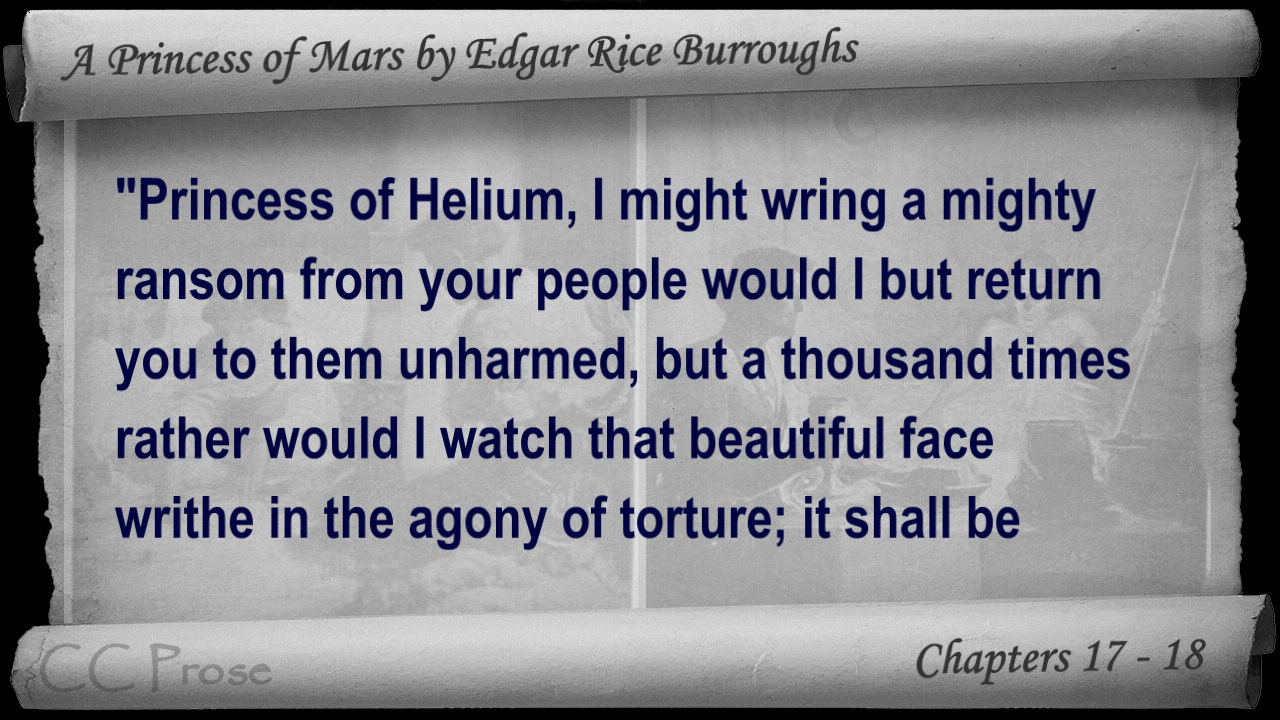 A Princess of Mars by Edgar Rice Burroughs
"Princess of Helium, I might wring a mighty
ransom from your people would I but return
you to them unharmed, but a thousand times
rather would I watch that beautiful face
writhe in the agony of torture; it shall be
CC Prose
Chapters 17 - 18